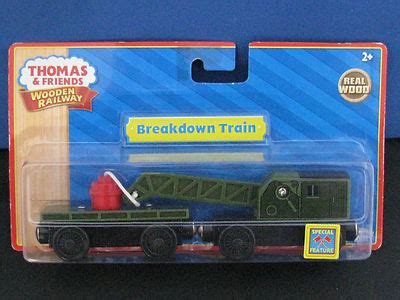 THOMAS
& FRIENDS
WOODEN
RAILWAY
2+
REAL
WOOD
Breakdown Train
SPECIAL
FEATURE